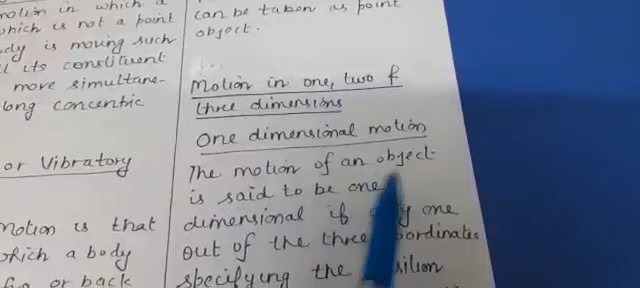 motion in which a
which is not a point
body is moving such
its constituent
more simultane-
long concentric
or Vibratory
motion is that
which a body
or back
can be taken as point
object.
Motion in one, two &
three dimensions
One dimensional motion
The motion of an object
is said to be one
dimensional if only one
out of the three coordinates
specifying the